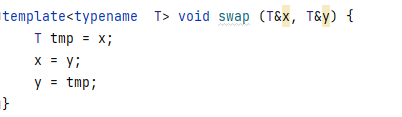 template<typename  T> void swap (T&x, T&y) {
    T tmp = x;
    x = y;
    y = tmp;
}